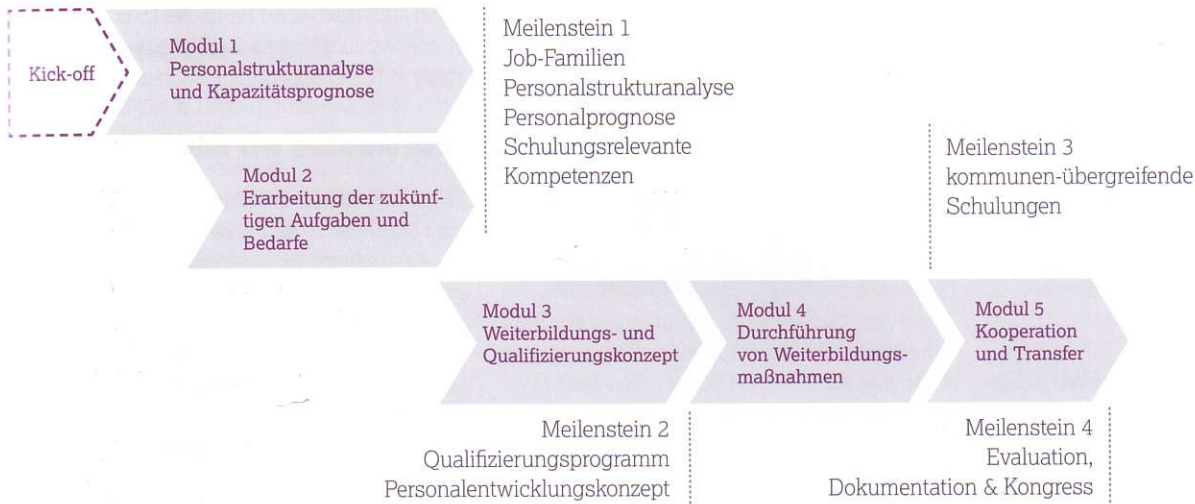 Kick-off
Modul 1
Personalstrukturanalyse
und Kapazitätsprognose
Meilenstein 1
Job-Familien
Personalstrukturanalyse
Personalprognose
Schulungsrelevante
Kompetenzen
Modul 2
Erarbeitung der zukünf-
tigen Aufgaben und
Bedarfe
Meilenstein 3
kommunen-übergreifende
Schulungen
Modul 3
Weiterbildungs- und
Qualifizierungskonzept
Modul 4
Durchführung
von Weiterbildungs-
maßnahmen
Modul 5
Kooperation
und Transfer
Meilenstein 2
Qualifizierungsprogramm
Personalentwicklungskonzept
Meilenstein 4
Evaluation,
Dokumentation & Kongress